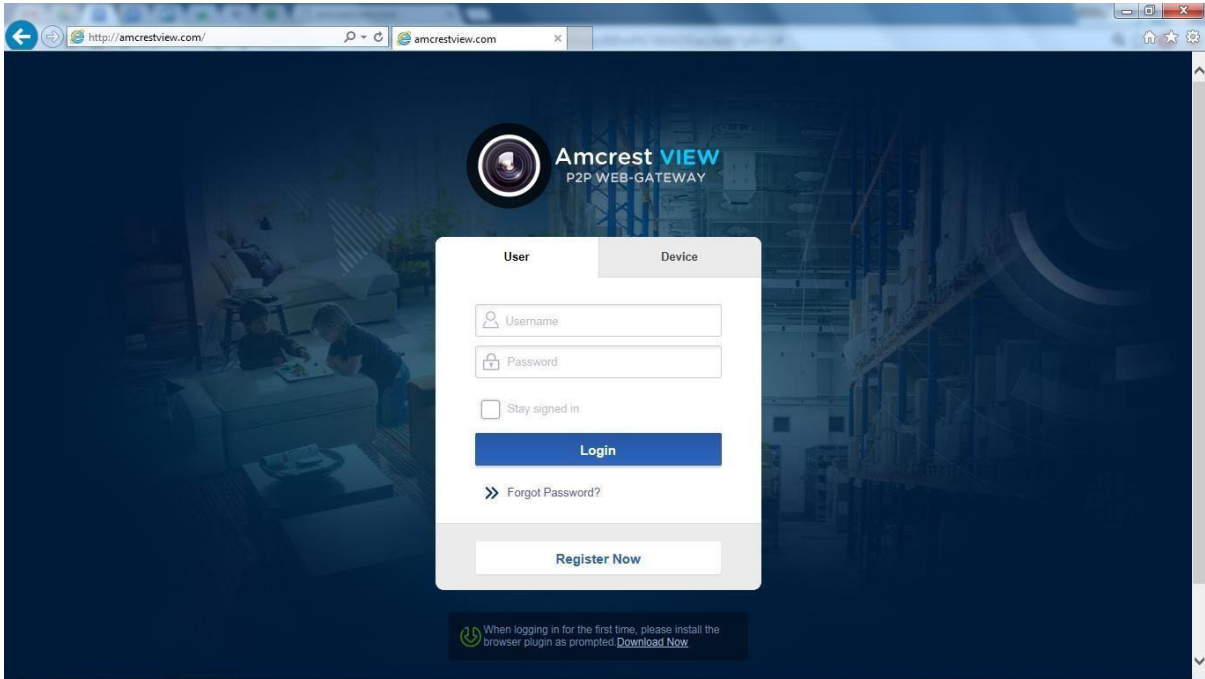 http://amcrestview.com/
amcrestview.com
Amcrest VIEW
P2P WEB-GATEWAY
User Device
Username
Password
Stay signed in
Login
Forgot Password?
Register Now
When logging in for the first time, please install the
browser plugin as prompted.Download Now